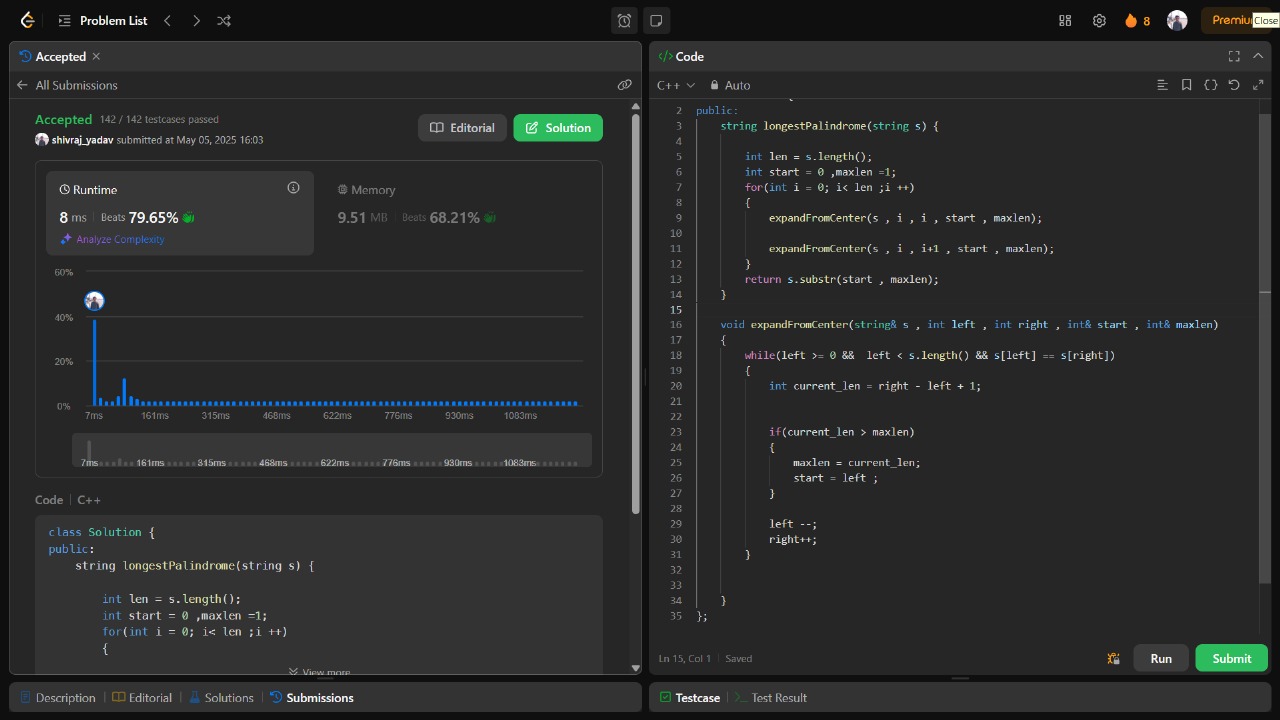 Problem List
8
Premiu
Close
Accepted
All Submissions
Accepted 142 / 142 testcases passed
shivraj_yadav submitted at May 05, 2025 16:03
Editorial
Solution
Runtime
8 ms | Beats 79.65%
Analyze Complexity
Memory
9.51 MB | Beats 68.21%
60%
40%
20%
0%
7ms 161ms 315ms 468ms 622ms 776ms 930ms 1083ms
7ms 161ms 315ms 468ms 622ms 776ms 930ms 1083ms
Code | C++
class Solution {
public:
    string longestPalindrome(string s) {
        int len = s.length();
        int start = 0 ,maxlen =1;
        for(int i = 0; i< len ;i ++)
        {
View more
Description | Editorial | Solutions | Submissions
</> Code
C++ Auto
2 public:
3     string longestPalindrome(string s) {
4
5         int len = s.length();
6         int start = 0 ,maxlen =1;
7         for(int i = 0; i< len ;i ++)
8         {
9             expandFromCenter(s , i , i , start , maxlen);
10
11             expandFromCenter(s , i , i+1 , start , maxlen);
12         }
13         return s.substr(start , maxlen);
14     }
15
16     void expandFromCenter(string& s , int left , int right , int& start , int& maxlen)
17     {
18         while(left >= 0 &&  left < s.length() && s[left] == s[right])
19         {
20             int current_len = right - left + 1;
21
22
23             if(current_len > maxlen)
24             {
25                 maxlen = current_len;
26                 start = left ;
27             }
28
29             left --;
30             right++;
31         }
32
33
34     }
35 };
Ln 15, Col 1 | Saved
Run
Submit
Testcase | Test Result